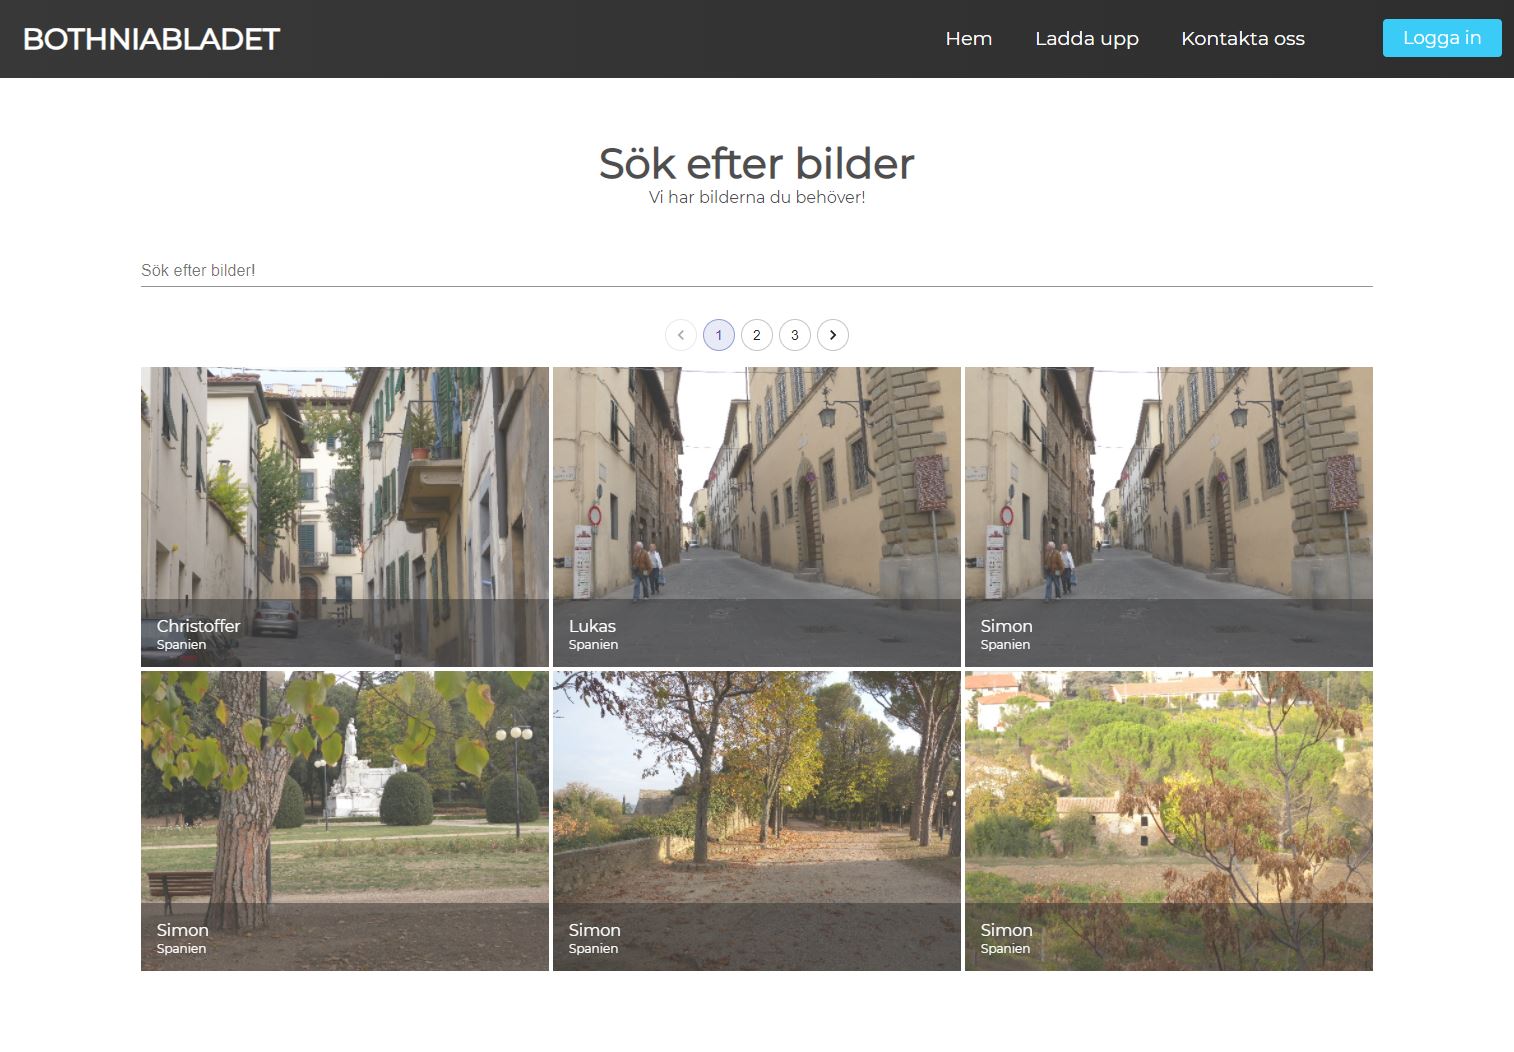 BOTHNIABLADET
Hem
Ladda upp
Kontakta oss
Logga in
Sök efter bilder
Vi har bilderna du behöver!
Sök efter bilder!
1 2 3
Christoffer
Spanien
Lukas
Spanien
Simon
Spanien
Simon
Spanien
Simon
Spanien
Simon
Spanien